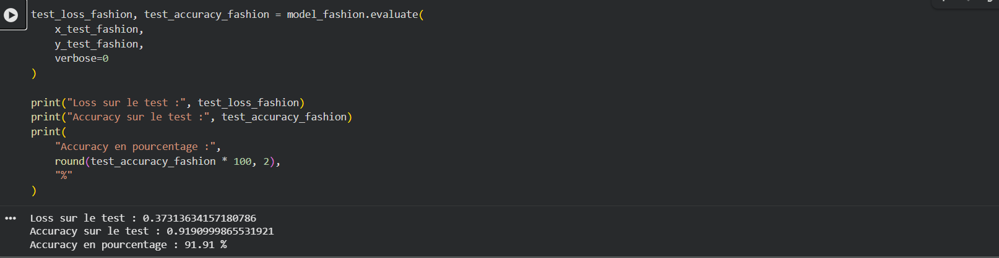 test_loss_fashion, test_accuracy_fashion = model_fashion.evaluate(
    x_test_fashion,
    y_test_fashion,
    verbose=0
)

print("Loss sur le test :", test_loss_fashion)
print("Accuracy sur le test :", test_accuracy_fashion)
print(
    "Accuracy en pourcentage :",
    round(test_accuracy_fashion * 100, 2),
    "%"
)
Loss sur le test : 0.37313634157180786
Accuracy sur le test : 0.9190999865531921
Accuracy en pourcentage : 91.91 %